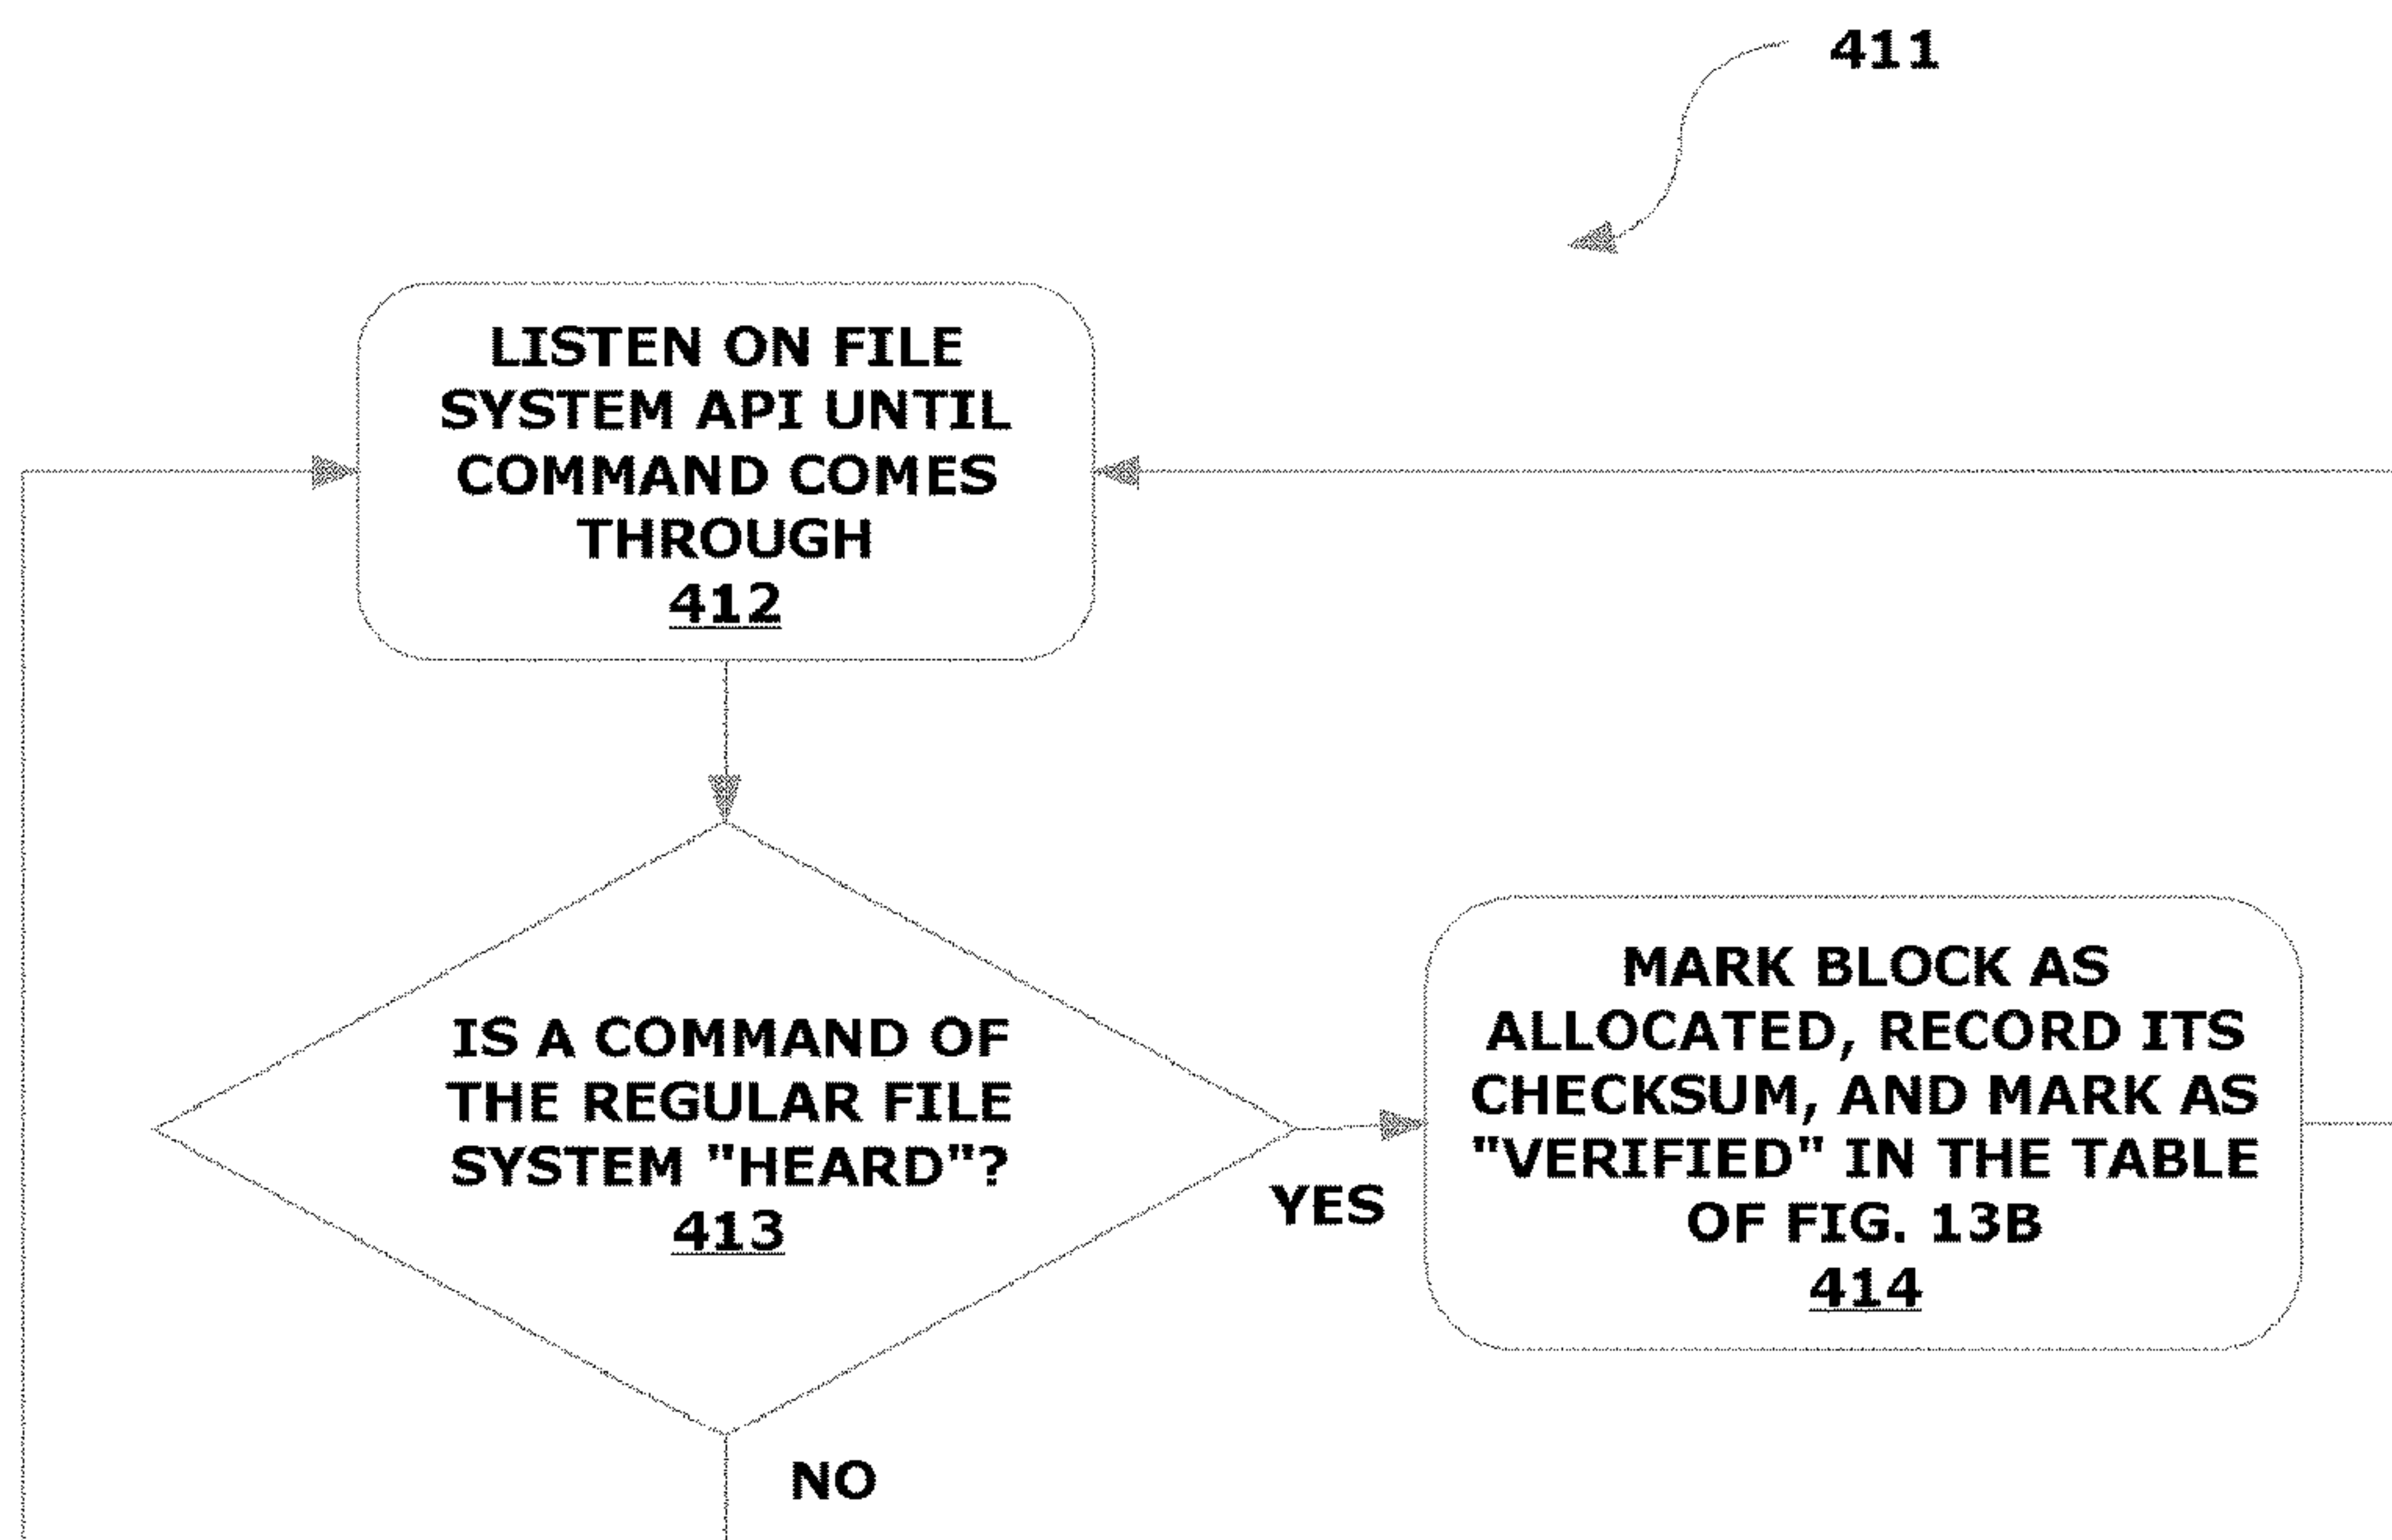 411
LISTEN ON FILE
SYSTEM API UNTIL
COMMAND COMES
THROUGH
412
IS A COMMAND OF
THE REGULAR FILE
SYSTEM "HEARD"?
413
YES
MARK BLOCK AS
ALLOCATED, RECORD ITS
CHECKSUM, AND MARK AS
"VERIFIED" IN THE TABLE
OF FIG. 13B
414
NO